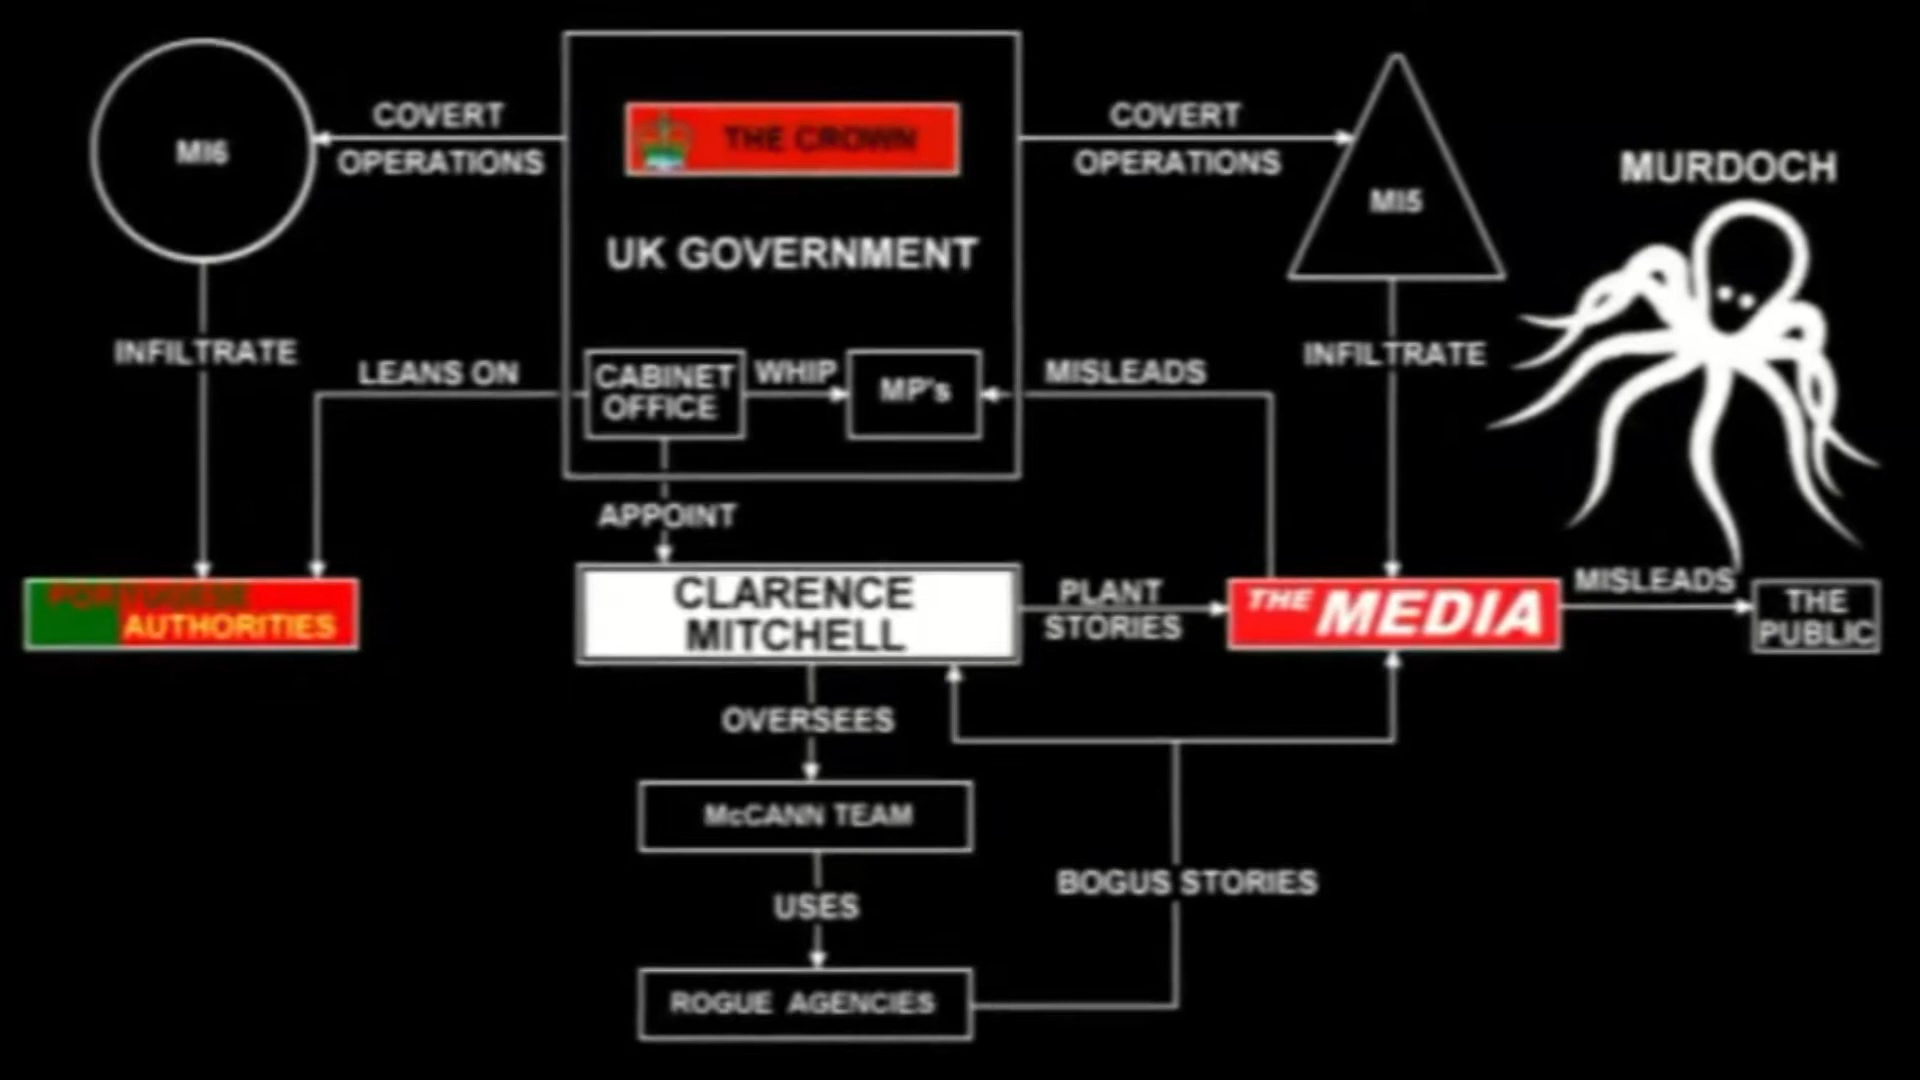 COVERT
OPERATIONS
THE CROWN
COVERT
OPERATIONS
MI6
MI5
MURDOCH
UK GOVERNMENT
INFILTRATE
LEANS ON
CABINET
OFFICE
WHIP
MP's
MISLEADS
INFILTRATE
APPOINT
PORTUGESE
AUTHORITIES
CLARENCE
MITCHELL
PLANT
STORIES
THE MEDIA
MISLEADS
THE
PUBLIC
OVERSEES
McCANN TEAM
USES
BOGUS STORIES
ROGUE AGENCIES